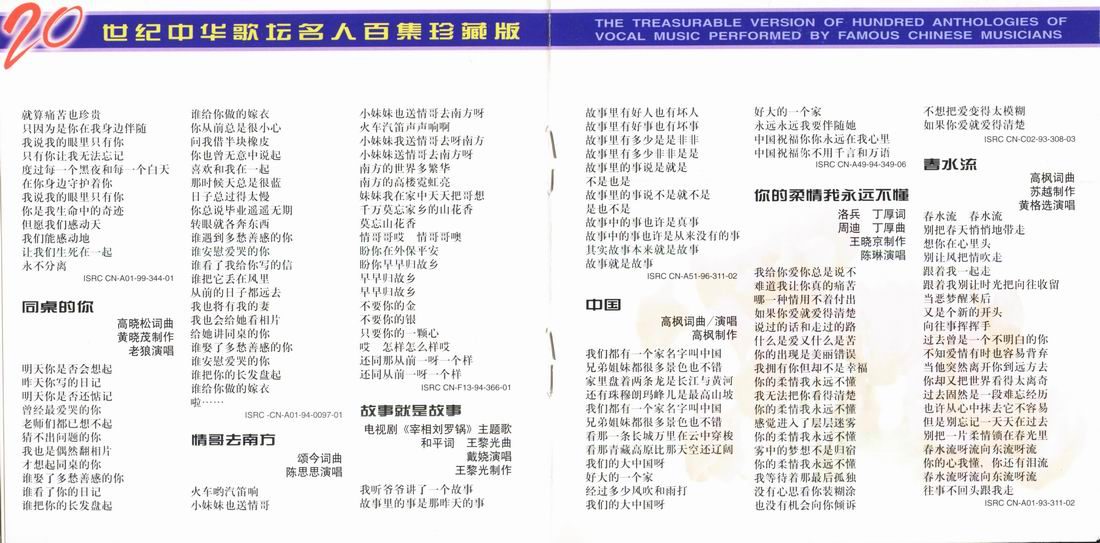 20
世纪中华歌坛名人百集珍藏版
THE TREASURABLE VERSION OF HUNDRED ANTHOLOGIES OF
VOCAL MUSIC PERFORMED BY FAMOUS CHINESE MUSICIANS
就算痛苦也珍贵
只因为是你在我身边伴随
我说我的眼里只有你
只有你让我无法忘记
度过每一个黑夜和每一个白天
在你身边守护着你
我说我的眼里只有你
你是我生命中的奇迹
但愿我们感动天
我们能感动地
让我们生死在一起
永不分离
ISRC CN-A01-99-344-01
同桌的你
高晓松词曲
黄晓茂制作
老狼演唱
明天你是否会想起
昨天你写的日记
明天你是否还惦记
曾经最爱哭的你
老师们都已想不起
猜不出问题的你
我也是偶然翻相片
才想起同桌的你
谁娶了多愁善感的你
谁看了你的日记
谁把你的长发盘起
谁给你做的嫁衣
你从前总是很小心
问我借半块橡皮
你也曾无意中说起
喜欢和我在一起
那时候天总是很蓝
日子总过得太慢
你总说毕业遥遥无期
转眼就各奔东西
谁遇到多愁善感的你
谁安慰爱哭的你
谁看了我给你写的信
谁把它丢在风里
从前的日子都远去
我也将有我的妻
我也会给她看相片
给她讲同桌的你
谁娶了多愁善感的你
谁安慰爱哭的你
谁把你的长发盘起
谁给你做的嫁衣
啦……
ISRC -CN-A01-94-0097-01
情哥去南方
颂今词曲
陈思思演唱
火车哟汽笛响
小妹妹也送情哥
小妹妹也送情哥去南方呀
火车汽笛声声响啊
小妹妹我送情哥去呀南方
小妹妹我送情哥去南方呀
南方的世界多繁华
南方的高楼霓虹亮
妹妹我在家中天天把哥想
千万莫忘家乡的山花香
莫忘山花香
情哥哥哎　情哥哥噢
盼你在外保平安
盼你早早归故乡
早早归故乡
早早归故乡
不要你的金
不要你的银
只要你的一颗心
哎　怎样怎么样哎
还同那从前一呀一个样
还同那从前一呀一个样
ISRC CN-F13-94-366-01
故事就是故事
电视剧《宰相刘罗锅》主题歌
和平词　王黎光曲
戴娆演唱
王黎光制作
我听爷爷讲了一个故事
故事里的事是那昨天的事
故事里有好人也有坏人
故事里有好事也有坏事
故事里有多少是是非非
故事里有多少非非是是
故事里的事说是就是
不是也是
故事里的事说不是就不是
是也不是
故事中的事也许是真事
故事中的事也许是从来没有的事
其实故事本来就是故事
故事就是故事
ISRC CN-A51-96-311-02
中国
高枫词曲/演唱
高枫制作
我们都有一个家名字叫中国
兄弟姐妹都很多景色也不错
家里盘着两条龙是长江与黄河
还有珠穆朗玛峰儿是最高山坡
我们都有一个家名字叫中国
兄弟姐妹都很多景色也不错
看那一条长城万里在云中穿梭
看那青藏高原比那天空还辽阔
我们的大中国呀
好大的一个家
经过多少风吹和雨打
我们的大中国呀
好大的一个家
永远永远我要伴随她
中国祝福你你永远在我心里
中国祝福你不用千言和万语
ISRC CN-A49-94-349-06
你的柔情我永远不懂
洛兵　丁厚词
周迪　丁厚曲
王晓京制作
陈琳演唱
我给你爱你总是说不
难道我让你真的痛苦
哪一种情用不着付出
如果你爱就爱得清楚
说过的话和走过的路
什么是爱又什么是苦
你的出现是美丽错误
我拥有你但却不是幸福
你的柔情我永远不懂
我无法把你看得清楚
你的柔情我永远不懂
感觉进入了层层迷雾
你的柔情我永远不懂
雾中的梦想不是归宿
你的柔情我永远不懂
我等待着那最后孤独
没有心思看你装糊涂
也没有机会向你倾诉
不想把爱变得太模糊
如果你爱就爱得清楚
ISRC CN-C02-93-308-03
春水流
高枫词曲
苏越制作
黄格选演唱
春水流　春水流
别把春天悄悄地带走
想你在心里头
别让风把情吹走
跟着我一起走
跟着我别让时光把向往收留
当恶梦醒来后
又是个新的开头
向往事挥挥手
过去曾是一个不明白的你
不知爱情有时也容易背弃
当他突然离开你到远方去
你却又把世界看得太离奇
过去固然是一段难忘经历
也许从心中抹去它不容易
但是别忘记一天天在过去
别把一片柔情锁在春光里
春水流呀流向东流呀流
你的心我懂、你还有泪流
春水流呀流向东流呀流
往事不回头跟我走
ISRC CN-A01-93-311-02